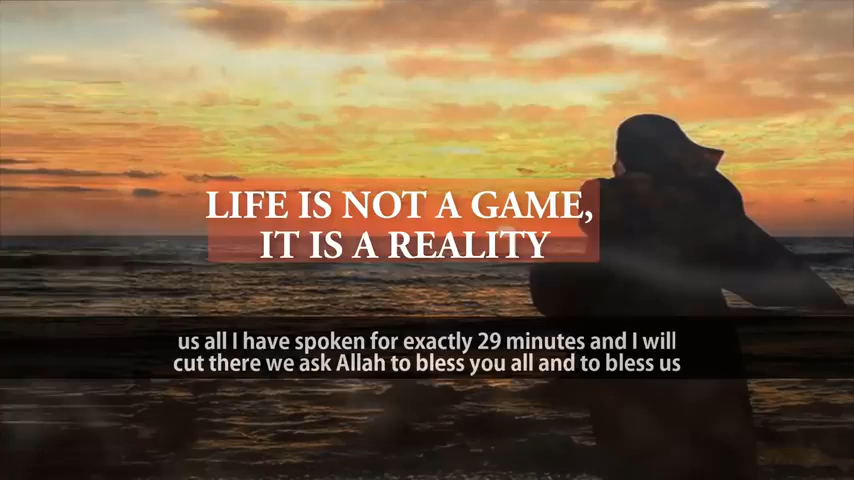 LIFE IS NOT A GAME,
IT IS A REALITY
us all I have spoken for exactly 29 minutes and I will
cut there we ask Allah to bless you all and to bless us